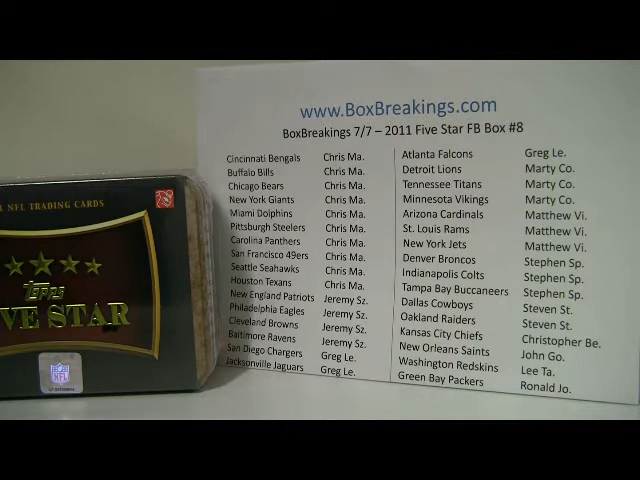 www.BoxBreakings.com
BoxBreakings 7/7 – 2011 Five Star FB Box #8
Cincinnati Bengals Chris Ma.
Buffalo Bills Chris Ma.
Chicago Bears Chris Ma.
New York Giants Chris Ma.
Miami Dolphins Chris Ma.
Pittsburgh Steelers Chris Ma.
Carolina Panthers Chris Ma.
San Francisco 49ers Chris Ma.
Seattle Seahawks Chris Ma.
Houston Texans Chris Ma.
New England Patriots Jeremy Sz.
Philadelphia Eagles Jeremy Sz.
Cleveland Browns Jeremy Sz.
Baltimore Ravens Jeremy Sz.
San Diego Chargers Greg Le.
Jacksonville Jaguars Greg Le.
Atlanta Falcons Greg Le.
Detroit Lions Marty Co.
Tennessee Titans Marty Co.
Minnesota Vikings Marty Co.
Arizona Cardinals Matthew Vi.
St. Louis Rams Matthew Vi.
New York Jets Matthew Vi.
Denver Broncos Stephen Sp.
Indianapolis Colts Stephen Sp.
Tampa Bay Buccaneers Stephen Sp.
Dallas Cowboys Steven St.
Oakland Raiders Steven St.
Kansas City Chiefs Christopher Be.
New Orleans Saints John Go.
Washington Redskins Lee Ta.
Green Bay Packers Ronald Jo.
NFL TRADING CARDS
Topps
VE STAR
NFL